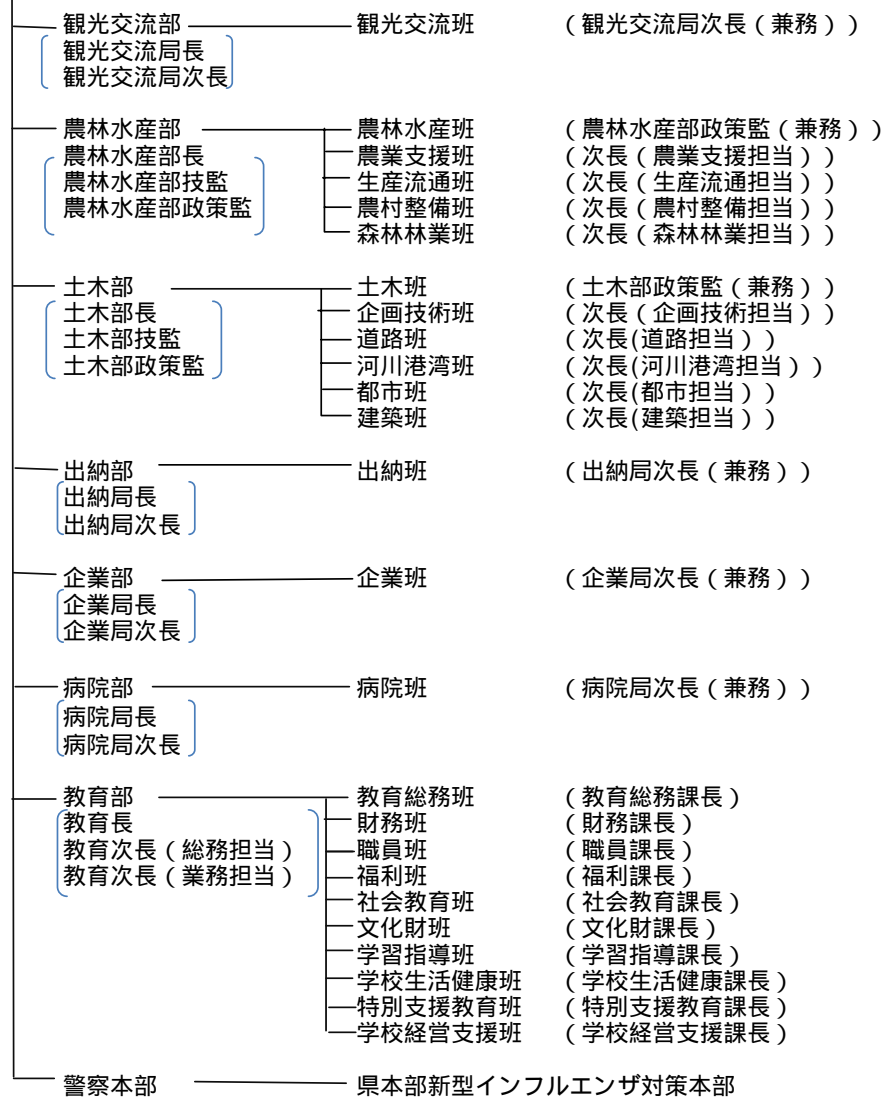 観光交流部 観光交流班 （観光交流局次長（兼務））
観光交流局長
観光交流局次長
農林水産部 農林水産班 （農林水産部政策監（兼務））
農林水産部長 農業支援班 （次長（農業支援担当））
農林水産部技監 生産流通班 （次長（生産流通担当））
農林水産部政策監 農村整備班 （次長（農村整備担当））
森林林業班 （次長（森林林業担当））
土木部 土木班 （土木部政策監（兼務））
土木部長 企画技術班 （次長（企画技術担当））
土木部技監 道路班 （次長(道路担当））
土木部政策監 河川港湾班 （次長(河川港湾担当））
都市班 （次長(都市担当））
建築班 （次長(建築担当））
出納部 出納班 （出納局次長（兼務））
出納局長
出納局次長
企業部 企業班 （企業局次長（兼務））
企業局長
企業局次長
病院部 病院班 （病院局次長（兼務））
病院局長
病院局次長
教育部 教育総務班 （教育総務課長）
教育長 財務班 （財務課長）
教育次長（総務担当） 職員班 （職員課長）
教育次長（業務担当） 福利班 （福利課長）
社会教育班 （社会教育課長）
文化財班 （文化財課長）
学習指導班 （学習指導課長）
学校生活健康班 （学校生活健康課長）
特別支援教育班 （特別支援教育課長）
学校経営支援班 （学校経営支援課長）
警察本部 県本部新型インフルエンザ対策本部